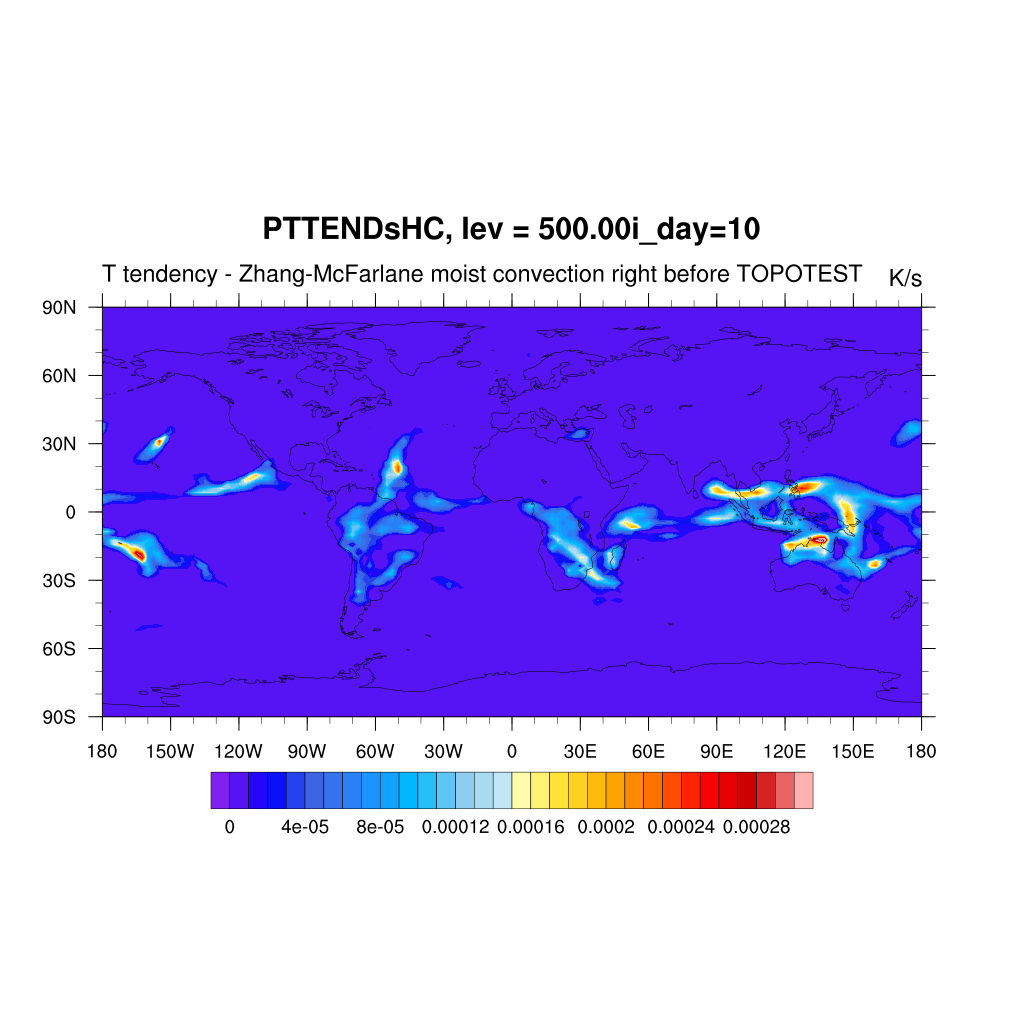 PTTENDsHC, lev = 500.00i_day=10
T tendency - Zhang-McFarlane moist convection right before TOPOTEST K/s
90N
60N
30N
0
30S
60S
90S
180 150W 120W 90W 60W 30W 0 30E 60E 90E 120E 150E 180
0 4e-05 8e-05 0.00012 0.00016 0.0002 0.00024 0.00028